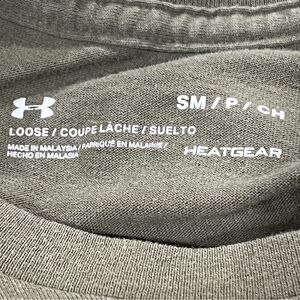 SM / P / CH
LOOSE / COUPE LÂCHE / SUELTO
MADE IN MALAYSIA / FABRIQUÉ EN MALAISIE /
HECHO EN MALASIA
HEATGEAR